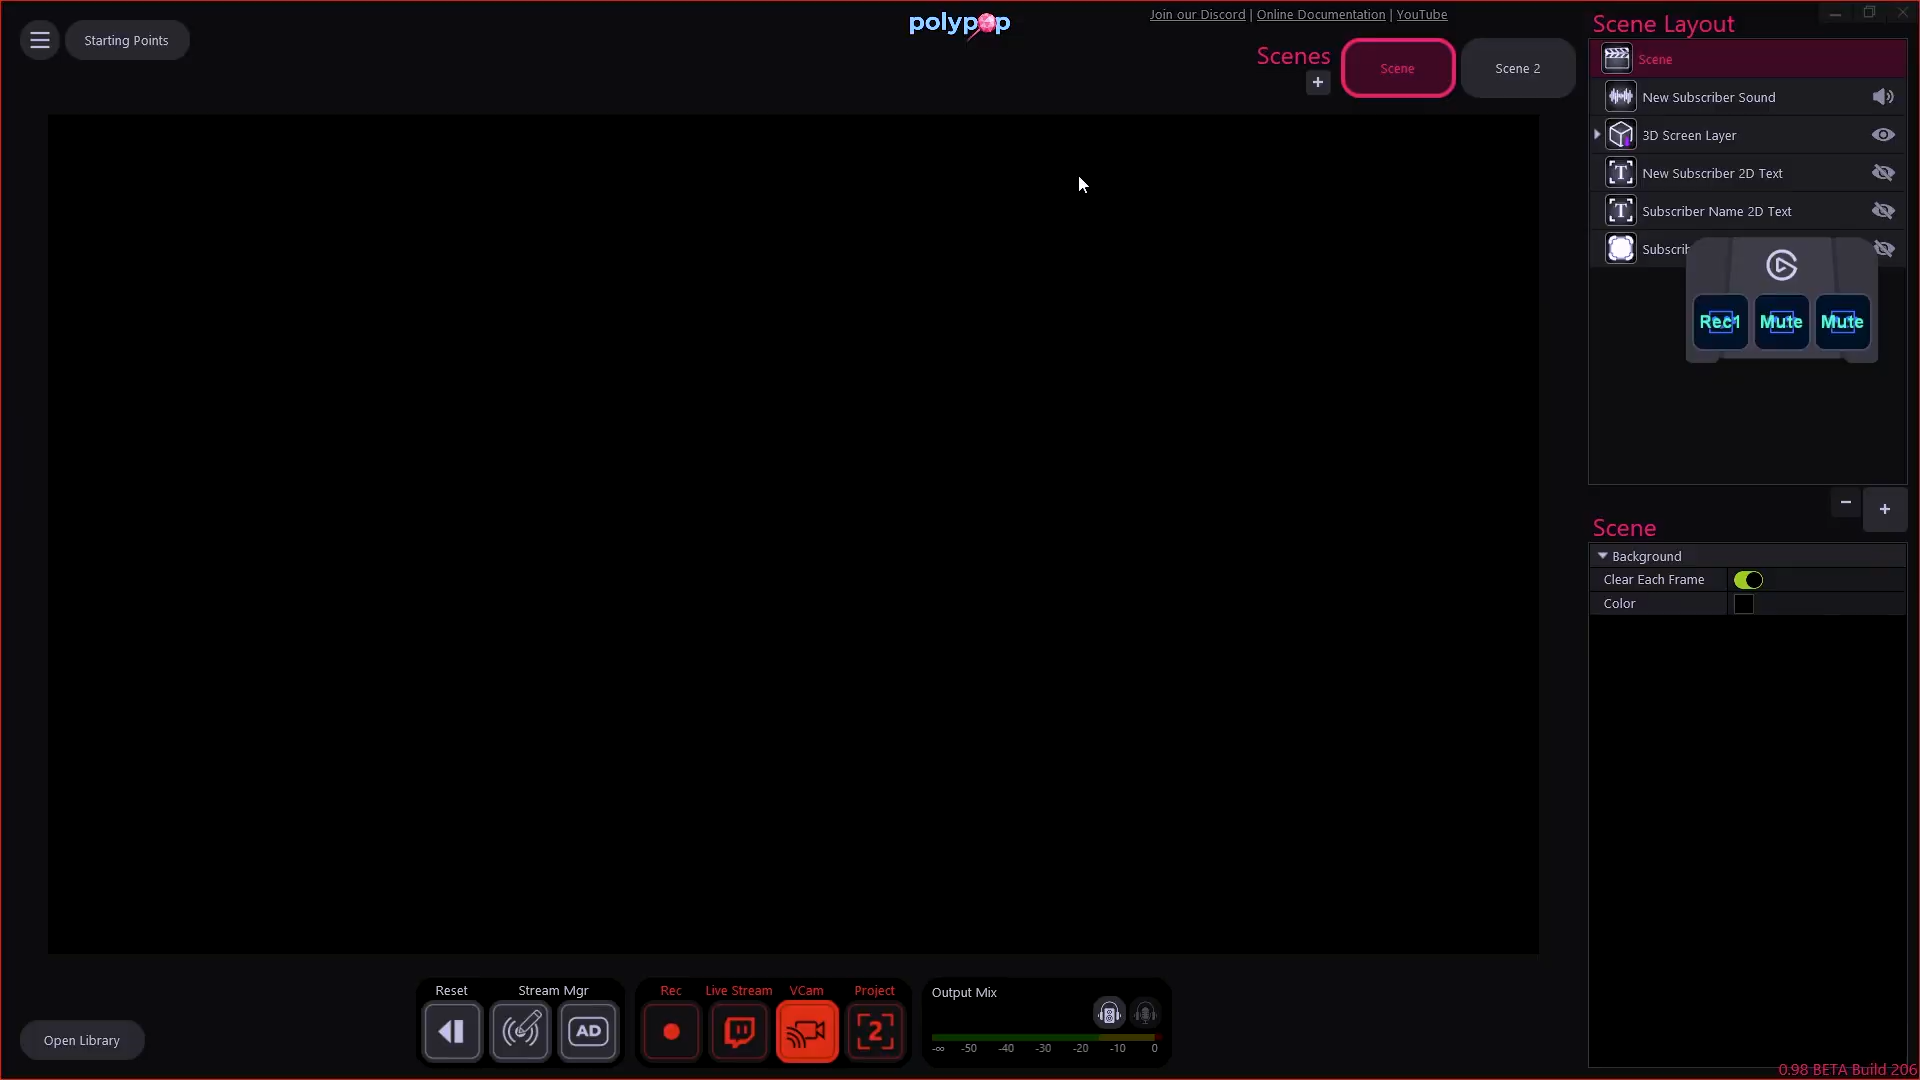 Starting Points
polypop
Join our Discord | Online Documentation | YouTube
Scenes
+
Scene
Scene 2
Scene Layout
Scene
New Subscriber Sound
3D Screen Layer
New Subscriber 2D Text
Subscriber Name 2D Text
Subscrib
Rec1
Mute
Mute
- +
Scene
Background
Clear Each Frame
Color
Reset
Stream Mgr
AD
Rec
Live Stream
VCam
Project
2
Output Mix
-∞ -50 -40 -30 -20 -10 0
Open Library
0.98 BETA Build 206